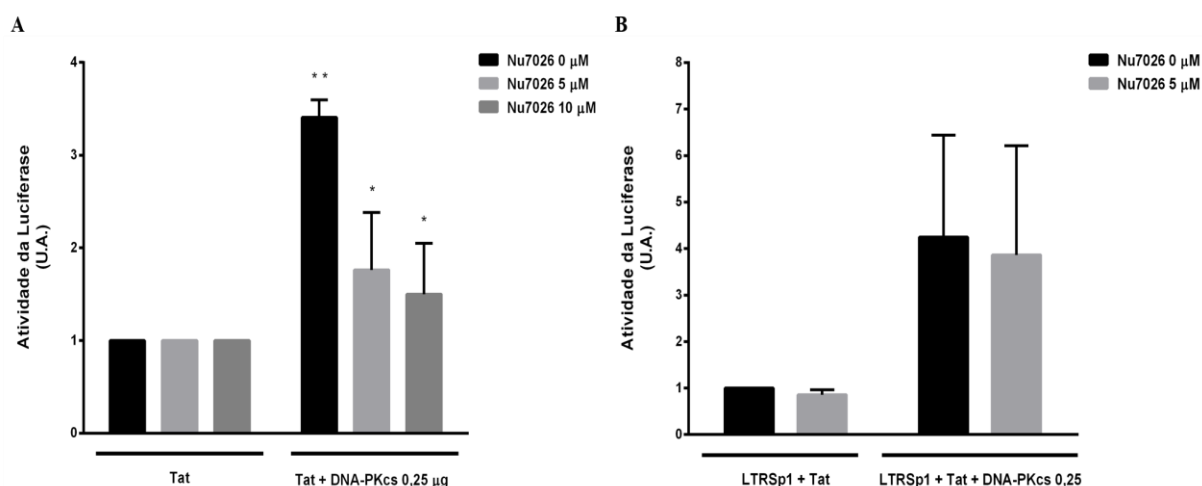 A
Atividade da Luciferase
(U.A.)
4
3
2
1
0
**
*
*
Nu7026 0 μM
Nu7026 5 μM
Nu7026 10 μM
Tat
Tat + DNA-PKcs 0,25 μg
B
Atividade da Luciferase
(U.A.)
8
7
6
5
4
3
2
1
0
Nu7026 0 μM
Nu7026 5 μM
LTRSp1 + Tat
LTRSp1 + Tat + DNA-PKcs 0,25